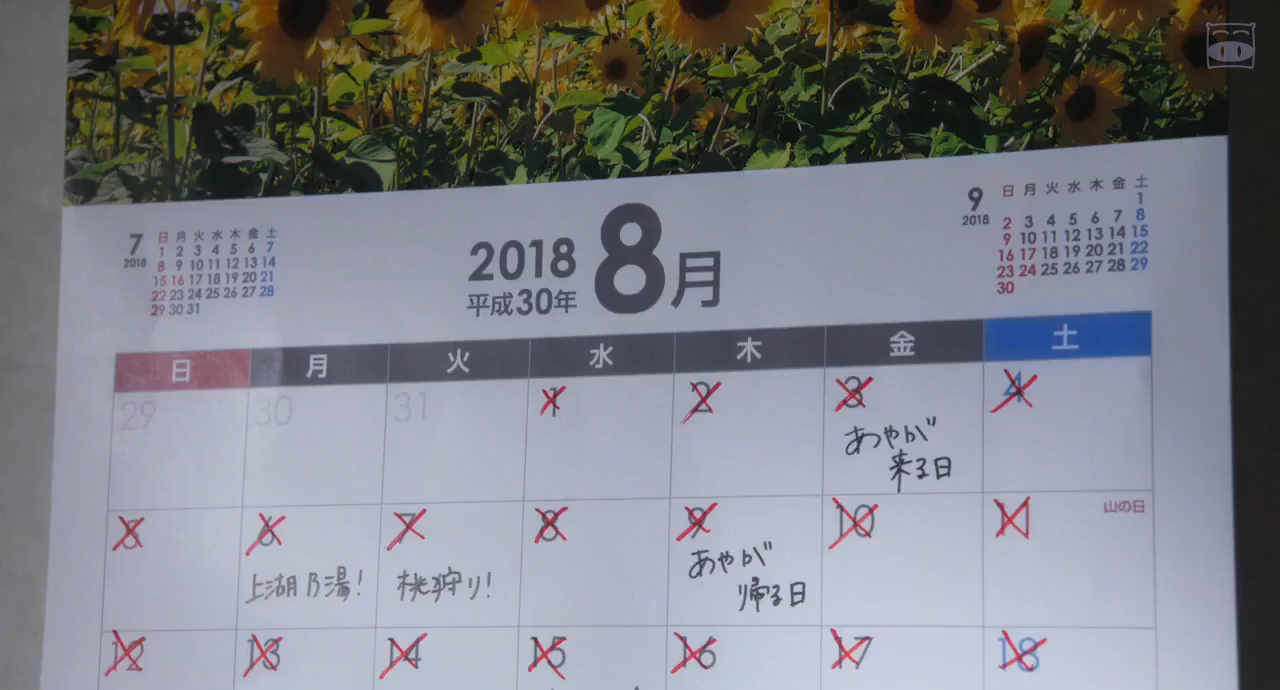 7
2018
日 月 火 水 木 金 土
1 2 3 4 5 6 7
8 9 10 11 12 13 14
15 16 17 18 19 20 21
22 23 24 25 26 27 28
29 30 31
2018
平成30年
8月
9
2018
日 月 火 水 木 金 土
1
2 3 4 5 6 7 8
9 10 11 12 13 14 15
16 17 18 19 20 21 22
23 24 25 26 27 28 29
30
日 月 火 水 木 金 土
29 30 31 1 2 3 4
あやが
来る日
5 6 7 8 9 10 11
山の日
上湖乃湯!
桃狩り!
あやが
帰る日
12 13 14 15 16 17 18